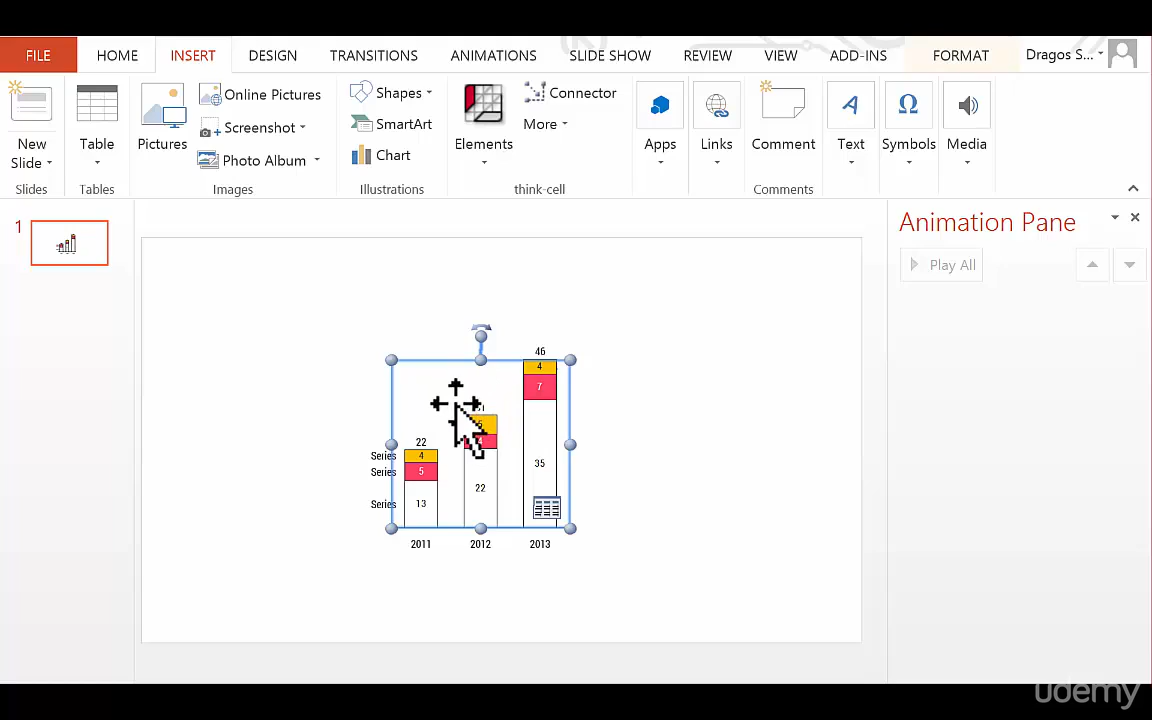 FILE HOME INSERT DESIGN TRANSITIONS ANIMATIONS SLIDE SHOW REVIEW VIEW ADD-INS FORMAT Dragos S...
New Slide
Slides
Table
Tables
Pictures
Online Pictures
Screenshot
Photo Album
Images
Shapes
SmartArt
Chart
Illustrations
Elements
Connector
More
think-cell
Apps
Links
Comment
Comments
Text
Symbols
Media
1
Animation Pane
Play All
46
4
7
22
Series 4
Series 5
35
22
Series 13
2011 2012 2013
udemy